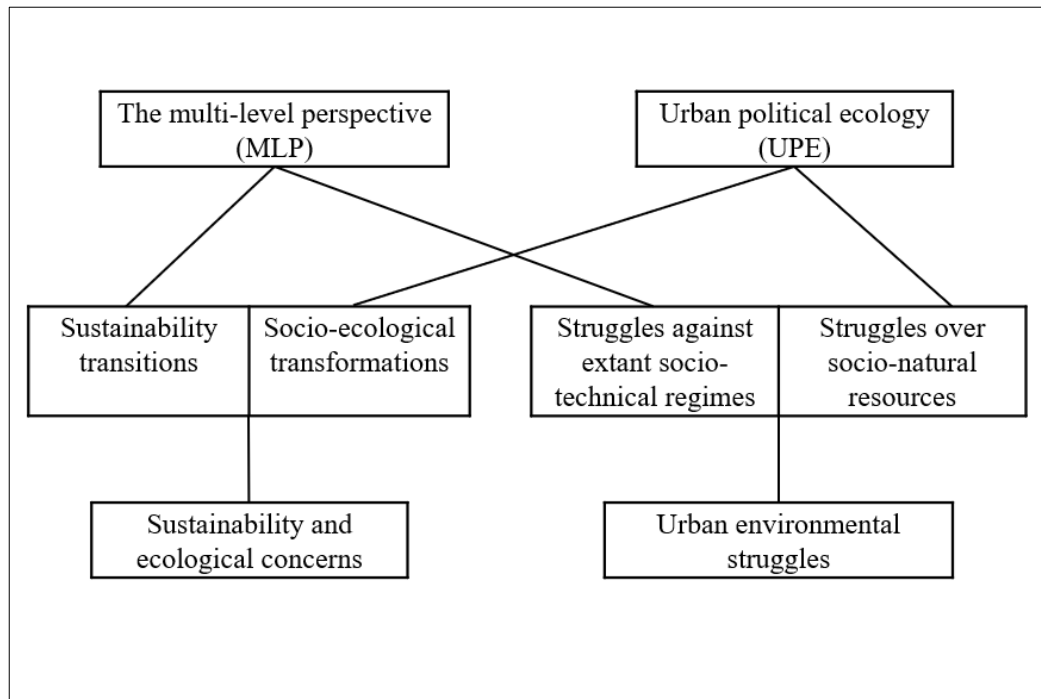 The multi-level perspective
(MLP)
Urban political ecology
(UPE)
Sustainability
transitions
Socio-ecological
transformations
Struggles against
extant socio-
technical regimes
Struggles over
socio-natural
resources
Sustainability and
ecological concerns
Urban environmental
struggles